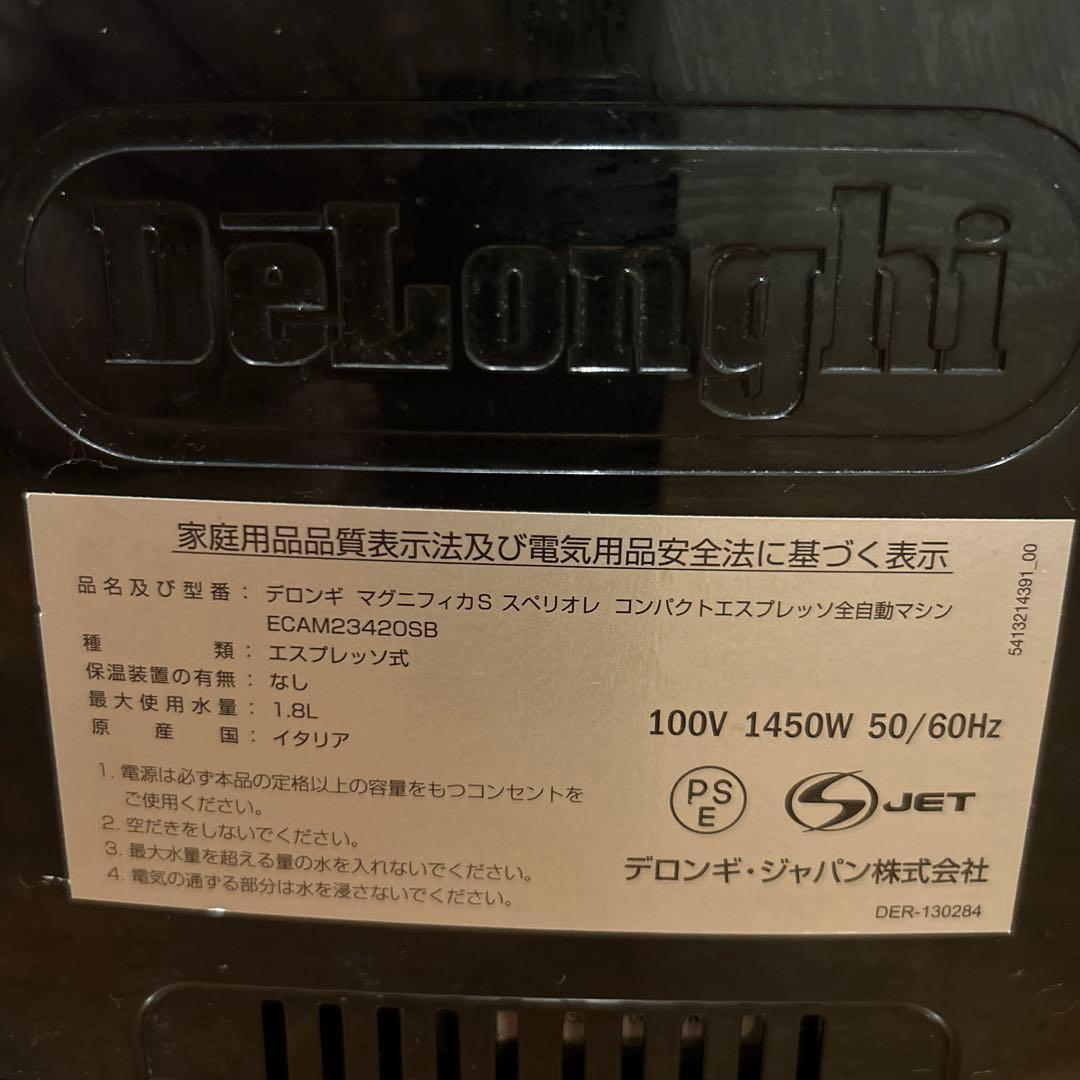 DēLonghi
家庭用品品質表示法及び電気用品安全法に基づく表示
品名及び型番：デロンギ マグニフィカS スペリオレ コンパクトエスプレッソ全自動マシン
ECAM23420SB
種類：エスプレッソ式
保温装置の有無：なし
最大使用水量：1.8L
原産国：イタリア
1. 電源は必ず本品の定格以上の容量をもつコンセントを
ご使用ください。
2. 空だきをしないでください。
3. 最大水量を超える量の水を入れないでください。
4. 電気の通ずる部分は水を浸さないでください。
100V 1450W 50/60Hz
PS
E
S JET
デロンギ・ジャパン株式会社
DER-130284
5413214391_00